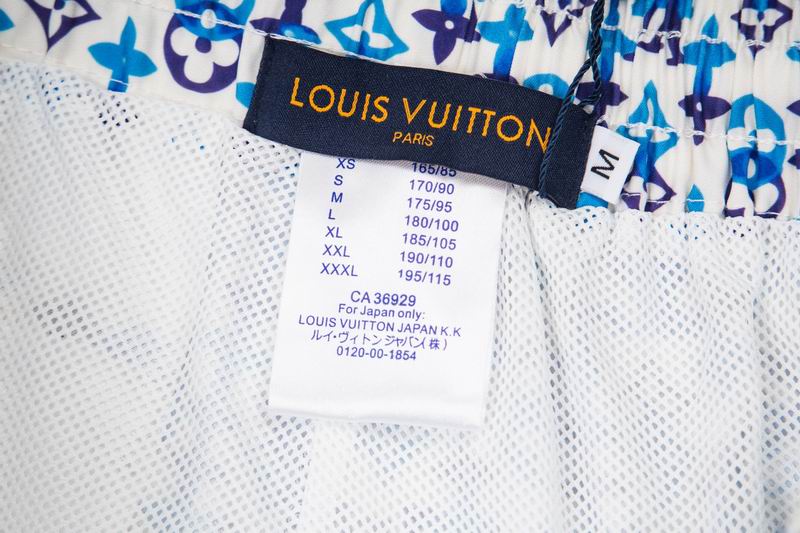 LOUIS VUITTON
PARIS
M
XS 165/85
S 170/90
M 175/95
L 180/100
XL 185/105
XXL 190/110
XXXL 195/115
CA 36929
For Japan only:
LOUIS VUITTON JAPAN K.K
ルイ・ヴィトンジャパン(株)
0120-00-1854